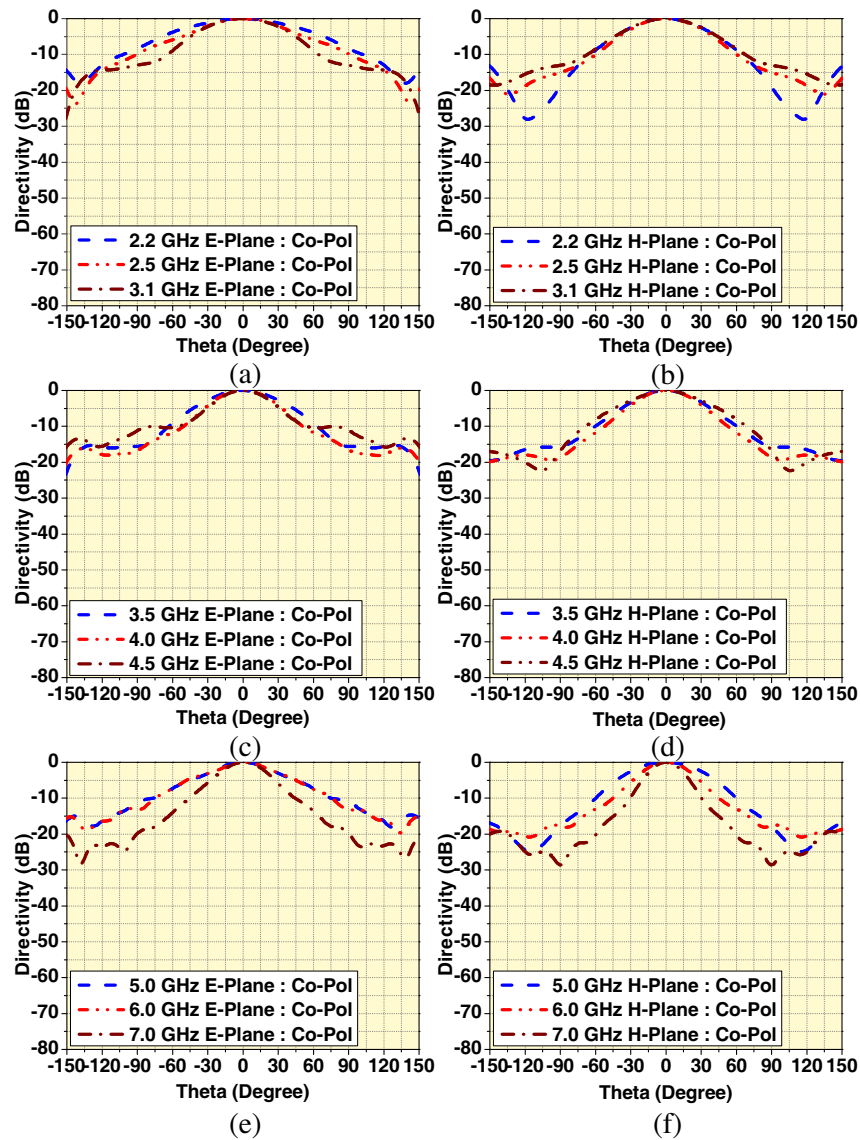 0
-10
-20
-30
-40
-50
-60
-70
-80
Directivity (dB)
2.2 GHz E-Plane : Co-Pol
2.5 GHz E-Plane : Co-Pol
3.1 GHz E-Plane : Co-Pol
-150 -120 -90 -60 -30 0 30 60 90 120 150
Theta (Degree)
(a)
0
-10
-20
-30
-40
-50
-60
-70
-80
Directivity (dB)
2.2 GHz H-Plane : Co-Pol
2.5 GHz H-Plane : Co-Pol
3.1 GHz H-Plane : Co-Pol
-150 -120 -90 -60 -30 0 30 60 90 120 150
Theta (Degree)
(b)
0
-10
-20
-30
-40
-50
-60
-70
-80
Directivity (dB)
3.5 GHz E-Plane : Co-Pol
4.0 GHz E-Plane : Co-Pol
4.5 GHz E-Plane : Co-Pol
-150 -120 -90 -60 -30 0 30 60 90 120 150
Theta (Degree)
(c)
0
-10
-20
-30
-40
-50
-60
-70
-80
Directivity (dB)
3.5 GHz H-Plane : Co-Pol
4.0 GHz H-Plane : Co-Pol
4.5 GHz H-Plane : Co-Pol
-150 -120 -90 -60 -30 0 30 60 90 120 150
Theta (Degree)
(d)
0
-10
-20
-30
-40
-50
-60
-70
-80
Directivity (dB)
5.0 GHz E-Plane : Co-Pol
6.0 GHz E-Plane : Co-Pol
7.0 GHz E-Plane : Co-Pol
-150 -120 -90 -60 -30 0 30 60 90 120 150
Theta (Degree)
(e)
0
-10
-20
-30
-40
-50
-60
-70
-80
Directivity (dB)
5.0 GHz H-Plane : Co-Pol
6.0 GHz H-Plane : Co-Pol
7.0 GHz H-Plane : Co-Pol
-150 -120 -90 -60 -30 0 30 60 90 120 150
Theta (Degree)
(f)